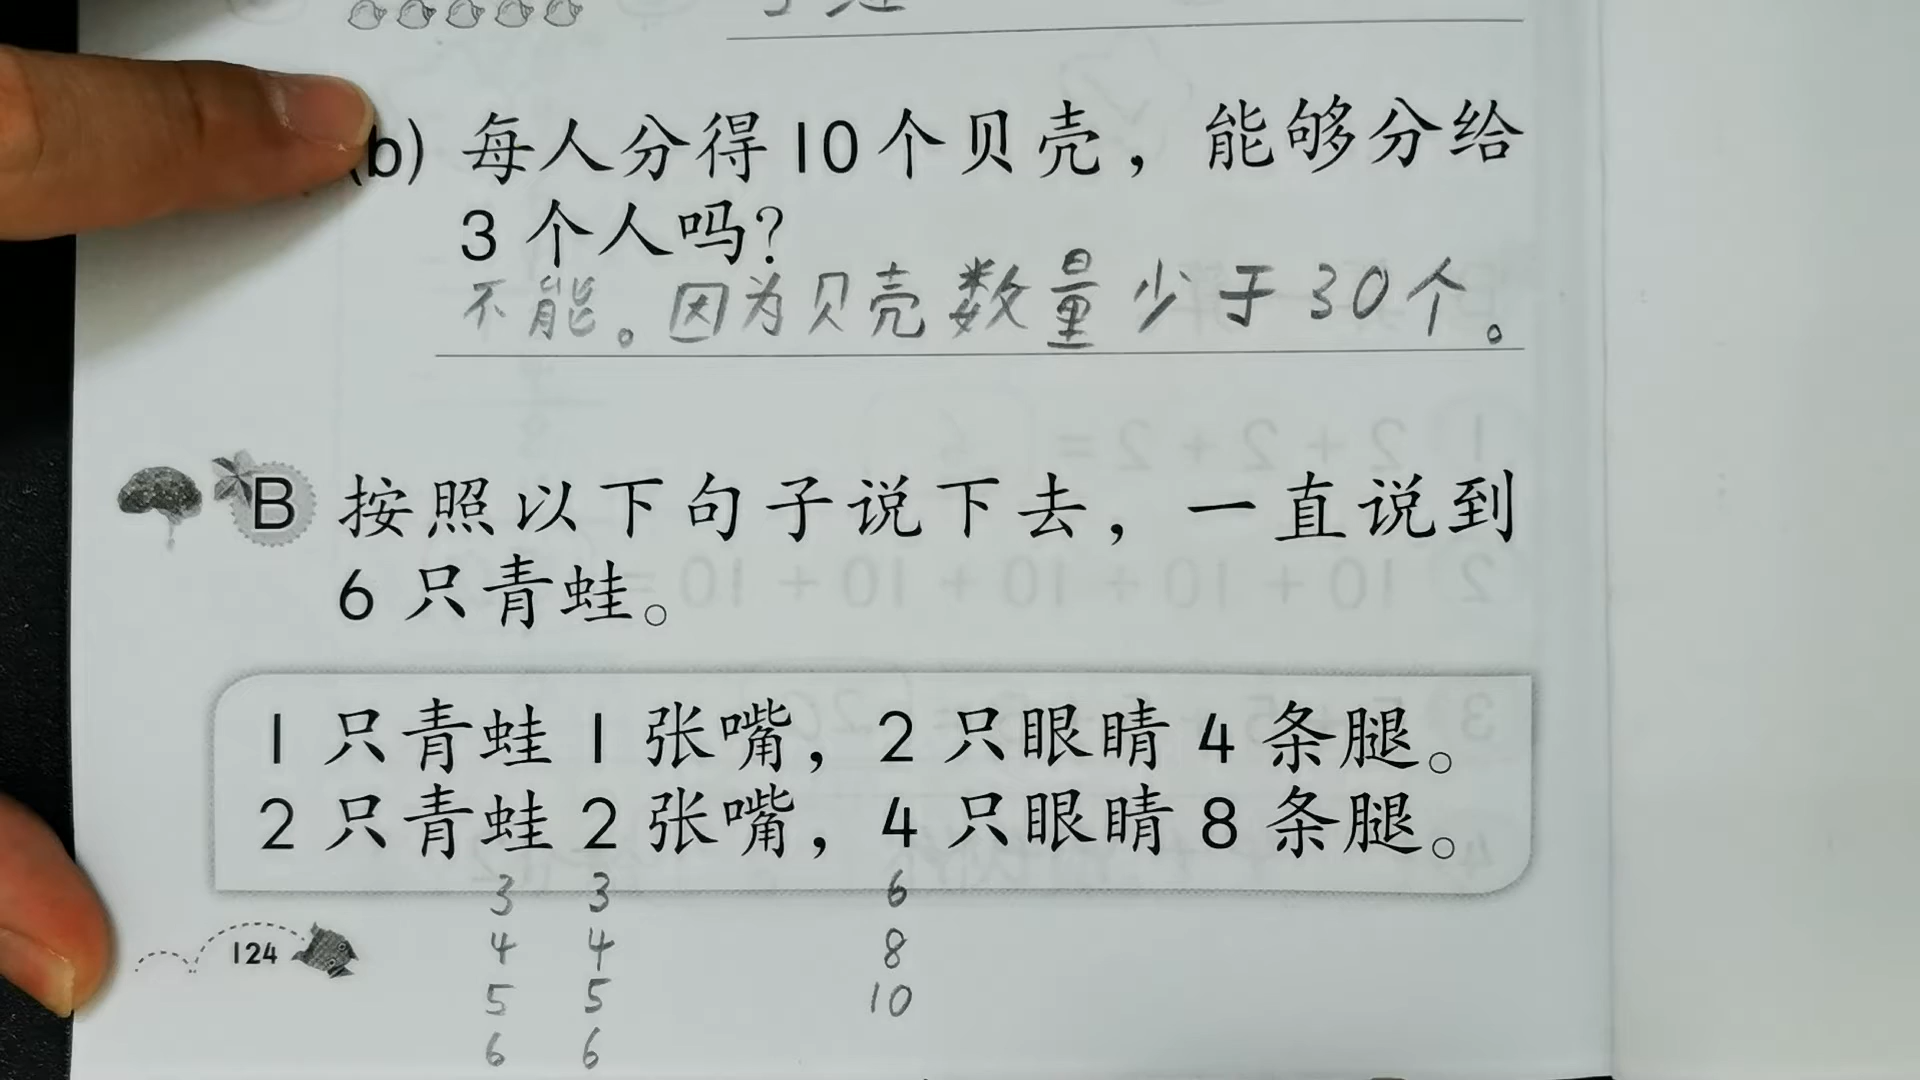 (b) 每人分得10个贝壳，能够分给
3个人吗？
不能。因为贝壳数量少于30个。
B 按照以下句子说下去，一直说到
6只青蛙。
1只青蛙1张嘴，2只眼睛4条腿。
2只青蛙2张嘴，4只眼睛8条腿。
3 3 6
4 4 8
5 5 10
6 6
124